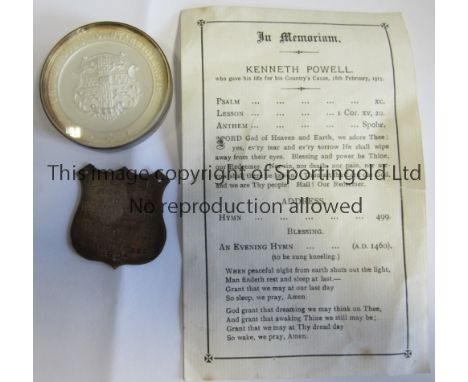 In Memoriam.
KENNETH POWELL.
who gave his life for his Country's Cause, 18th February, 1915.
PSALM ... ... ... ... XC.
LESSON ... ... ... 1 Cor. xv, 20.
ANTHEM ... ... ... Spohr.
LORD God of Heaven and Earth, we adore Thee;
yes, ev'ry tear and ev'ry sorrow He shall wipe
away from their eyes. Blessing and power be Thine,
our Redeemer.
This image is copyright of Sportingold Limited
and we are Thy people. Hail! Our Redeemer.
ADDRESS.
No reproduction allowed
HYMN ... ... ... 499.
BLESSING.
AN EVENING HYMN ... ... (A.D. 1460).
(to be sung kneeling.)
WHEN peaceful night from earth shuts out the light,
Man findeth rest and sleep at last:—
Grant that we may at our last day
So sleep, we pray, Amen.
God grant that dreaming we may think on Thee,
And grant that awaking Thine we still may be;
Grant that we may at Thy dread day
So wake, we pray, Amen.